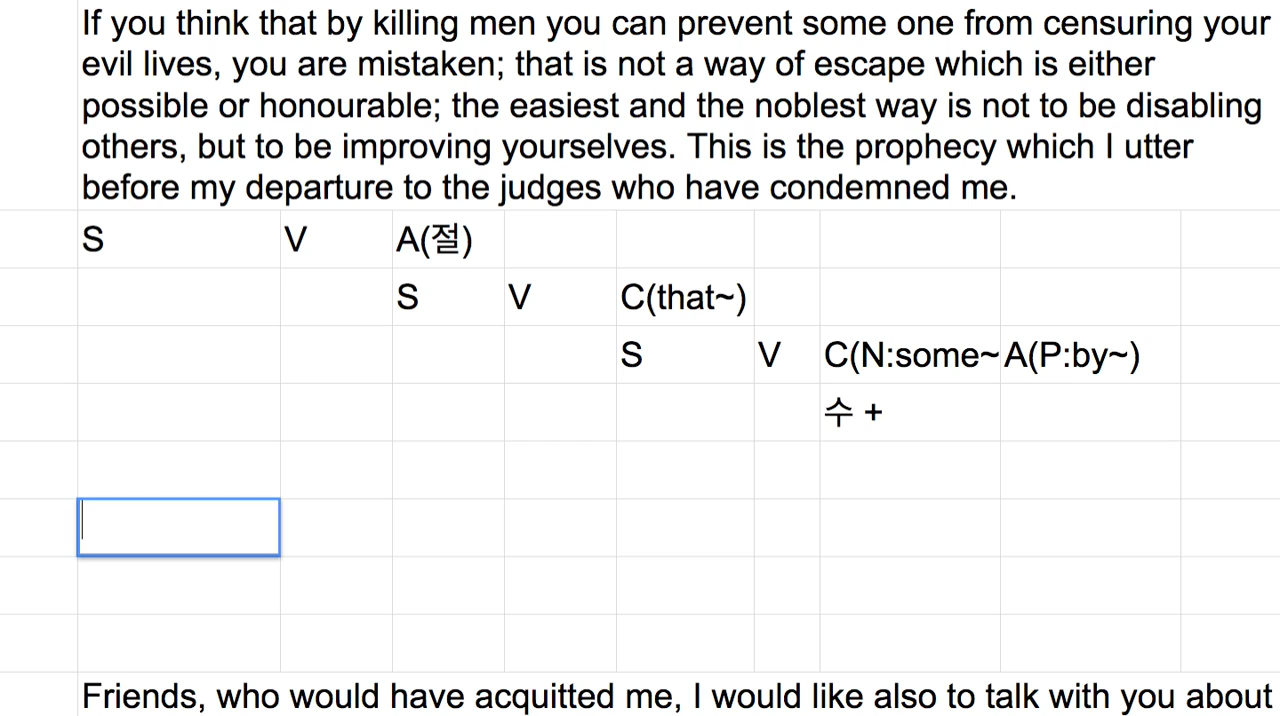 If you think that by killing men you can prevent some one from censuring your
evil lives, you are mistaken; that is not a way of escape which is either
possible or honourable; the easiest and the noblest way is not to be disabling
others, but to be improving yourselves. This is the prophecy which I utter
before my departure to the judges who have condemned me.
S V A(절)
S V C(that~)
S V C(N:some~ A(P:by~)
수 +
Friends, who would have acquitted me, I would like also to talk with you about